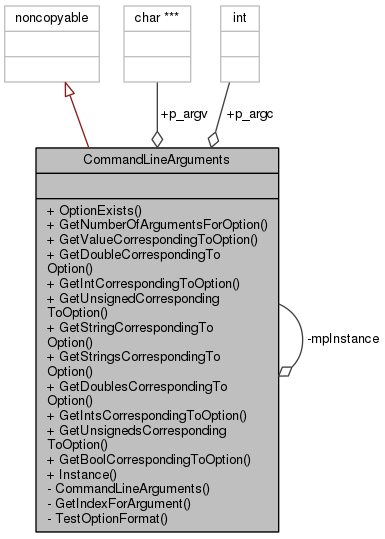 noncopyable
char ***
int
+p_argv
+p_argc
CommandLineArguments
+ OptionExists()
+ GetNumberOfArgumentsForOption()
+ GetValueCorrespondingToOption()
+ GetDoubleCorrespondingTo
Option()
+ GetIntCorrespondingToOption()
+ GetUnsignedCorresponding
ToOption()
+ GetStringCorrespondingTo
Option()
+ GetStringsCorrespondingTo
Option()
+ GetDoublesCorrespondingTo
Option()
+ GetIntsCorrespondingToOption()
+ GetUnsignedsCorresponding
ToOption()
+ GetBoolCorrespondingToOption()
+ Instance()
- CommandLineArguments()
- GetIndexForArgument()
- TestOptionFormat()
-mpInstance